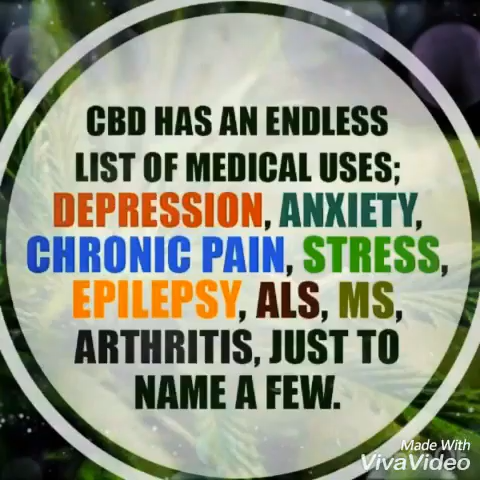 CBD HAS AN ENDLESS
LIST OF MEDICAL USES;
DEPRESSION, ANXIETY,
CHRONIC PAIN, STRESS,
EPILEPSY, ALS, MS,
ARTHRITIS, JUST TO
NAME A FEW.
Made With
VivaVideo